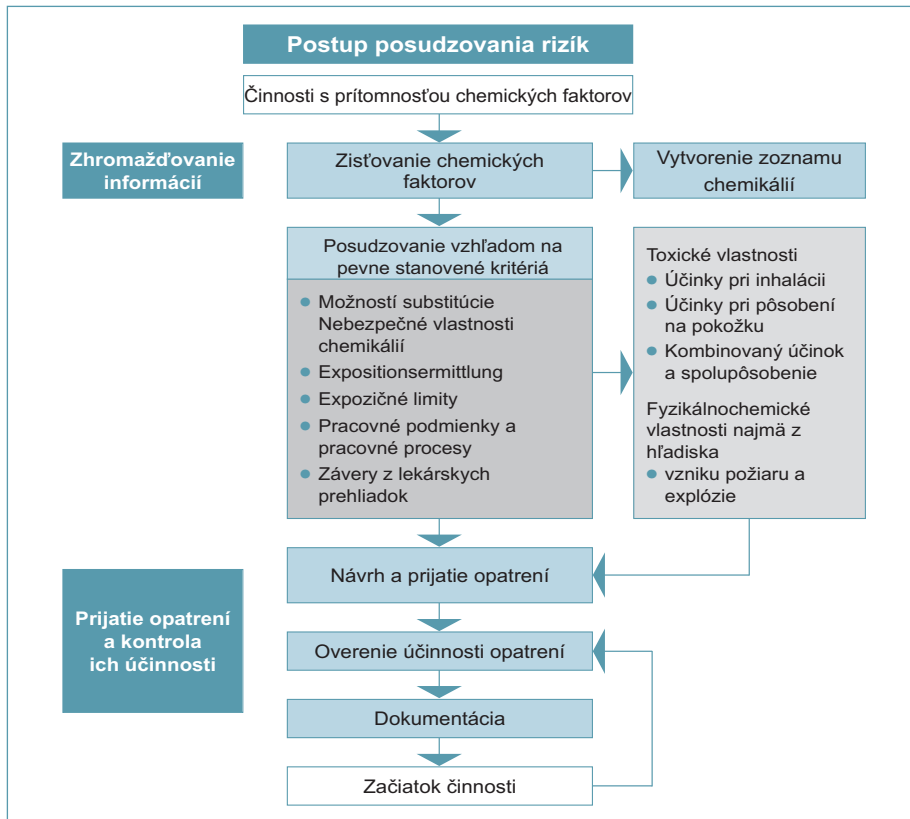 Postup posudzovania rizík
Činnosti s prítomnosťou chemických faktorov
Zhromažďovanie
informácií
Zisťovanie chemických
faktorov
Vytvorenie zoznamu
chemikálií
Posudzovanie vzhľadom na
pevne stanovené kritériá
● Možností substitúcie
Nebezpečné vlastnosti
chemikálií
● Expositionsermittlung
● Expozičné limity
● Pracovné podmienky a
pracovné procesy
● Závery z lekárskych
prehliadok
Toxické vlastnosti
● Účinky pri inhalácii
● Účinky pri pôsobení
na pokožku
● Kombinovaný účinok
a spolupôsobenie
Fyzikálnochemické
vlastnosti najmä z
hľadiska
● vzniku požiaru a
explózie
Prijatie opatrení
a kontrola
ich účinnosti
Návrh a prijatie opatrení
Overenie účinnosti opatrení
Dokumentácia
Začiatok činnosti